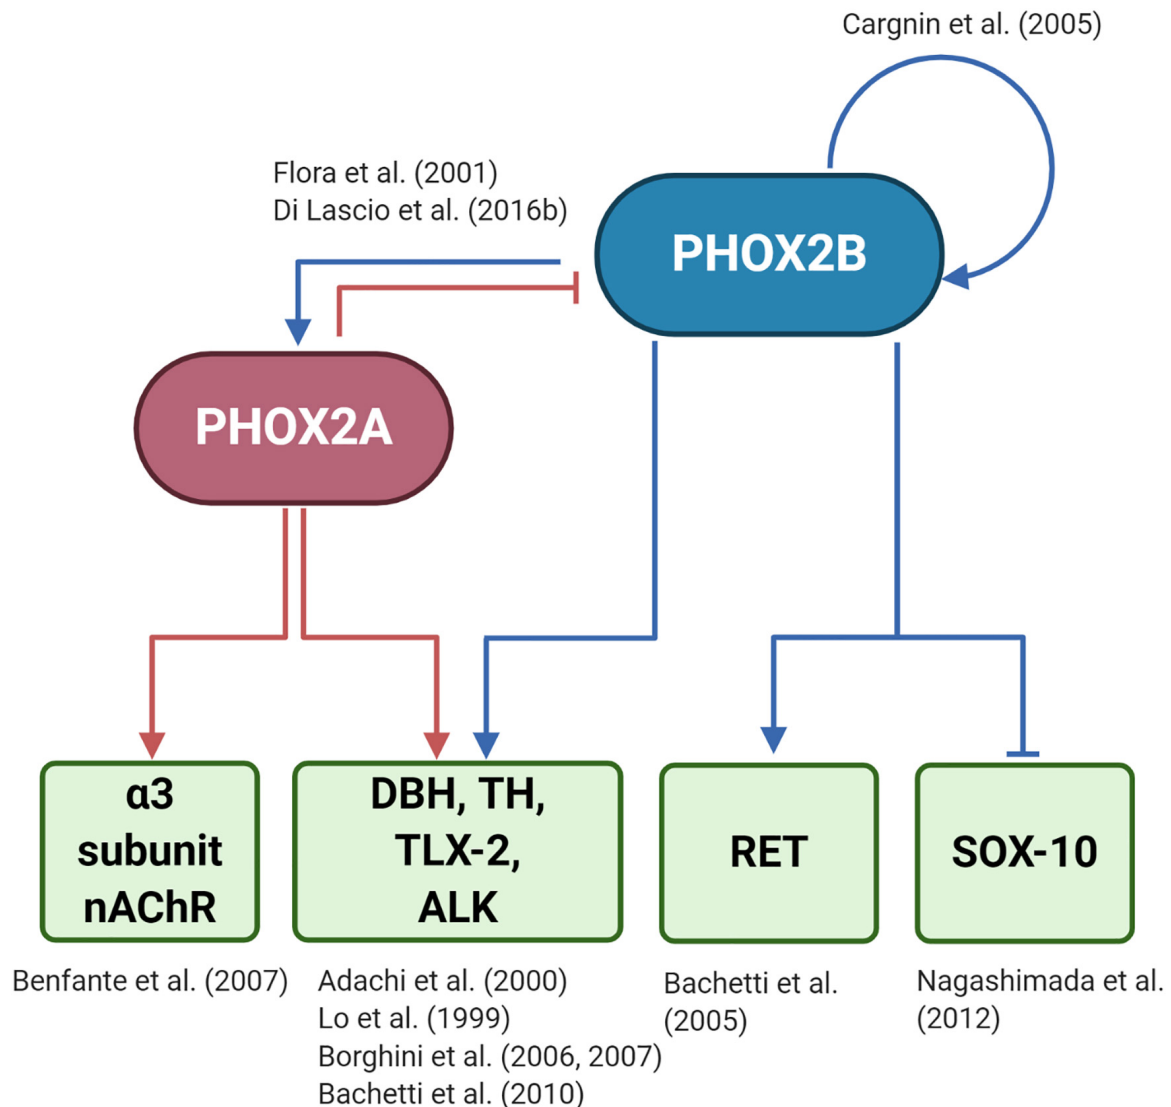 Cargnin et al. (2005)
Flora et al. (2001)
Di Lascio et al. (2016b)
PHOX2B
PHOX2A
α3
subunit
nAChR
DBH, TH,
TLX-2,
ALK
RET
SOX-10
Benfante et al. (2007)
Adachi et al. (2000)
Lo et al. (1999)
Borghini et al. (2006, 2007)
Bachetti et al. (2010)
Bachetti et al.
(2005)
Nagashimada et al.
(2012)